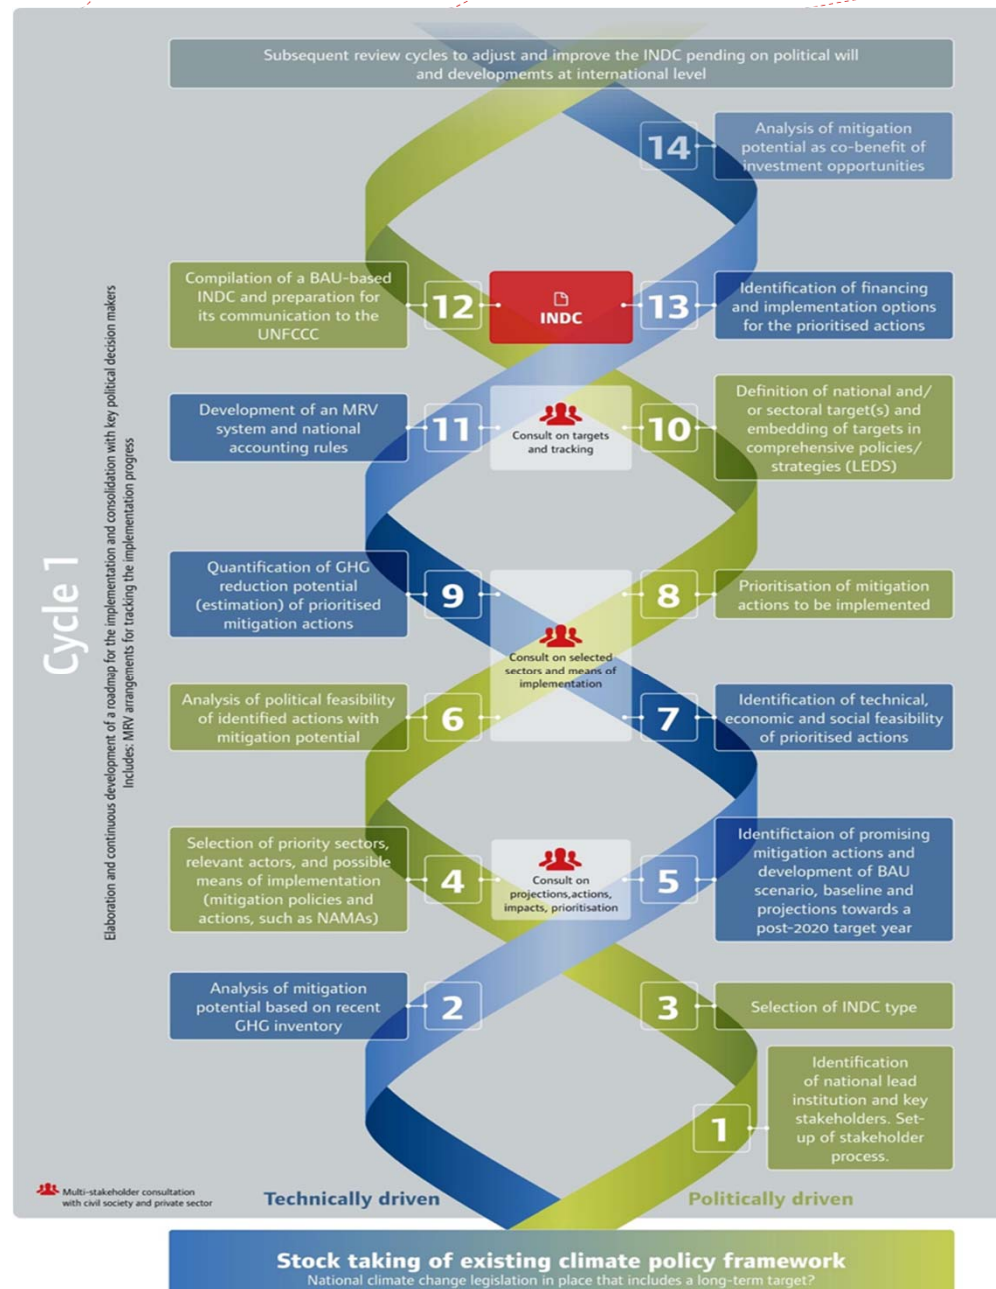 Subsequent review cycles to adjust and improve the INDC pending on political will
and developmemts at international level
14
Analysis of mitigation
potential as co-benefit of
investment opportunities
Compilation of a BAU-based
INDC and preparation for
its communication to the
UNFCCC
12
INDC
13
Identification of financing
and implementation options
for the prioritised actions
Development of an MRV
system and national
accounting rules
11
Consult on targets
and tracking
10
Definition of national and/
or sectoral target(s) and
embedding of targets in
comprehensive policies/
strategies (LEDS)
Quantification of GHG
reduction potential
(estimation) of prioritised
mitigation actions
9
Consult on selected
sectors and means of
implementation
8
Prioritisation of mitigation
actions to be implemented
Analysis of political feasibility
of identified actions with
mitigation potential
6
7
Identification of technical,
economic and social feasibility
of prioritised actions
Selection of priority sectors,
relevant actors, and possible
means of implementation
(mitigation policies and
actions, such as NAMAs)
4
Consult on
projections,actions,
impacts, prioritisation
5
Identifictaion of promising
mitigation actions and
development of BAU
scenario, baseline and
projections towards a
post-2020 target year
Analysis of mitigation
potential based on recent
GHG inventory
2
3
Selection of INDC type
1
Identification
of national lead
institution and key
stakeholders. Set-
up of stakeholder
process.
Cycle 1
Elaboration and continuous development of a roadmap for the implementation and consolidation with key political decision makers
Includes: MRV arrangements for tracking the implementation progress
Multi-stakeholder consultation
with civil society and private sector
Technically driven
Politically driven
Stock taking of existing climate policy framework
National climate change legislation in place that includes a long-term target?